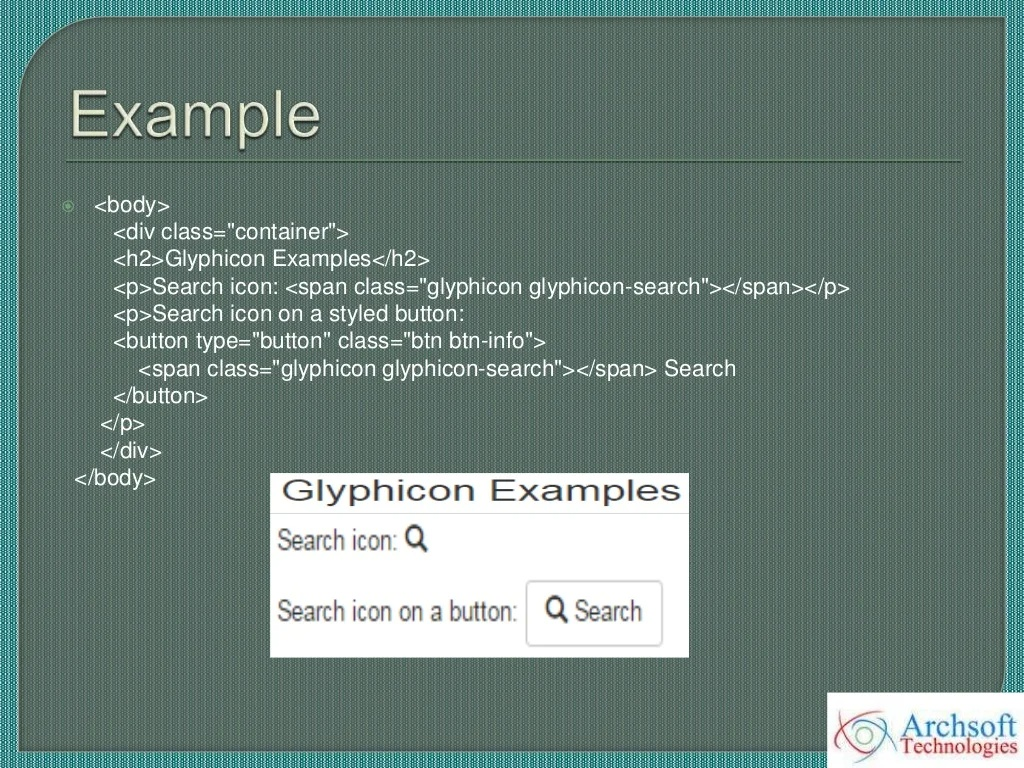 Example
<body>
<div class="container">
<h2>Glyphicon Examples</h2>
<p>Search icon: <span class="glyphicon glyphicon-search"></span></p>
<p>Search icon on a styled button:
<button type="button" class="btn btn-info">
<span class="glyphicon glyphicon-search"></span> Search
</button>
</p>
</div>
</body>
Glyphicon Examples
Search icon:
Search icon on a button: Search
Archsoft
Technologies